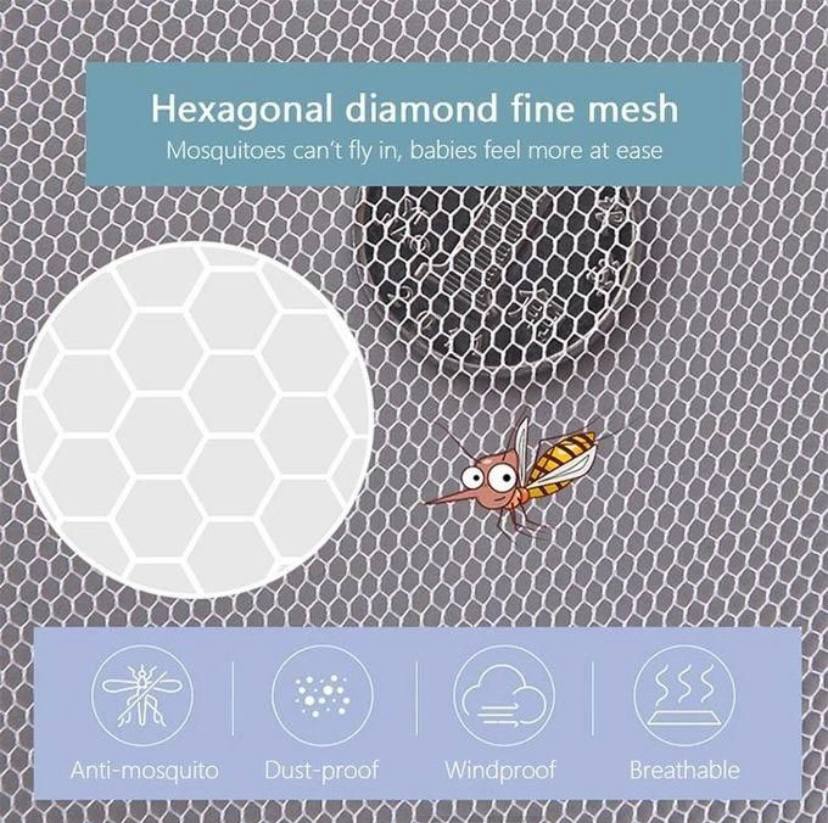 Hexagonal diamond fine mesh
Mosquitoes can't fly in, babies feel more at ease
Anti-mosquito
Dust-proof
Windproof
Breathable